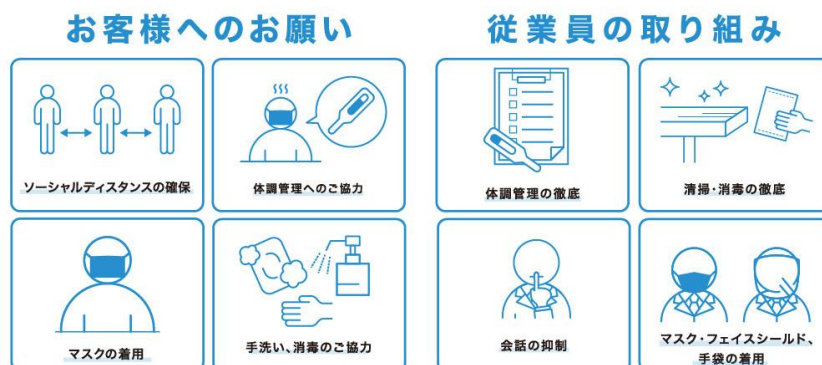 お客様へのお願い
ソーシャルディスタンスの確保
体調管理へのご協力
マスクの着用
手洗い、消毒のご協力
従業員の取り組み
体調管理の徹底
清掃・消毒の徹底
会話の抑制
マスク・フェイスシールド、
手袋の着用